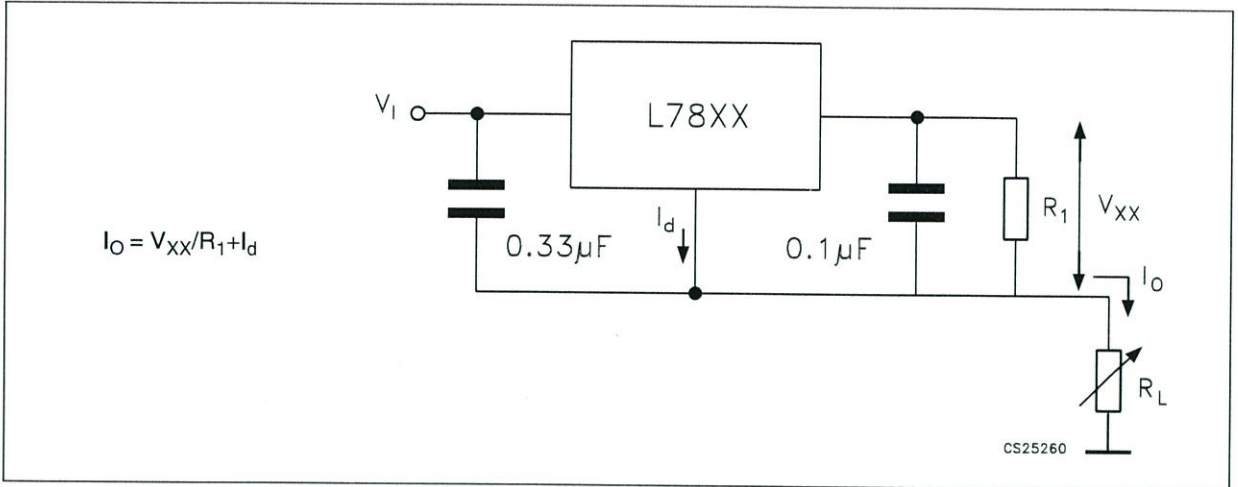 V_I
L78XX
R_1
V_XX
I_d
I_O = V_XX/R_1+I_d
0.33µF
0.1µF
I_O
R_L
CS25260